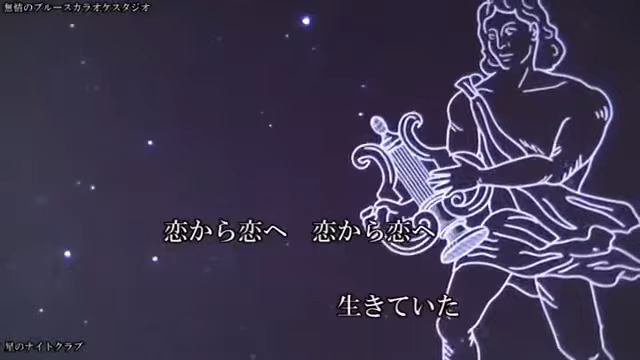 無情のブルースカラオケスタジオ
恋から恋へ　恋から恋へ
生きていた
星のナイトクラブ